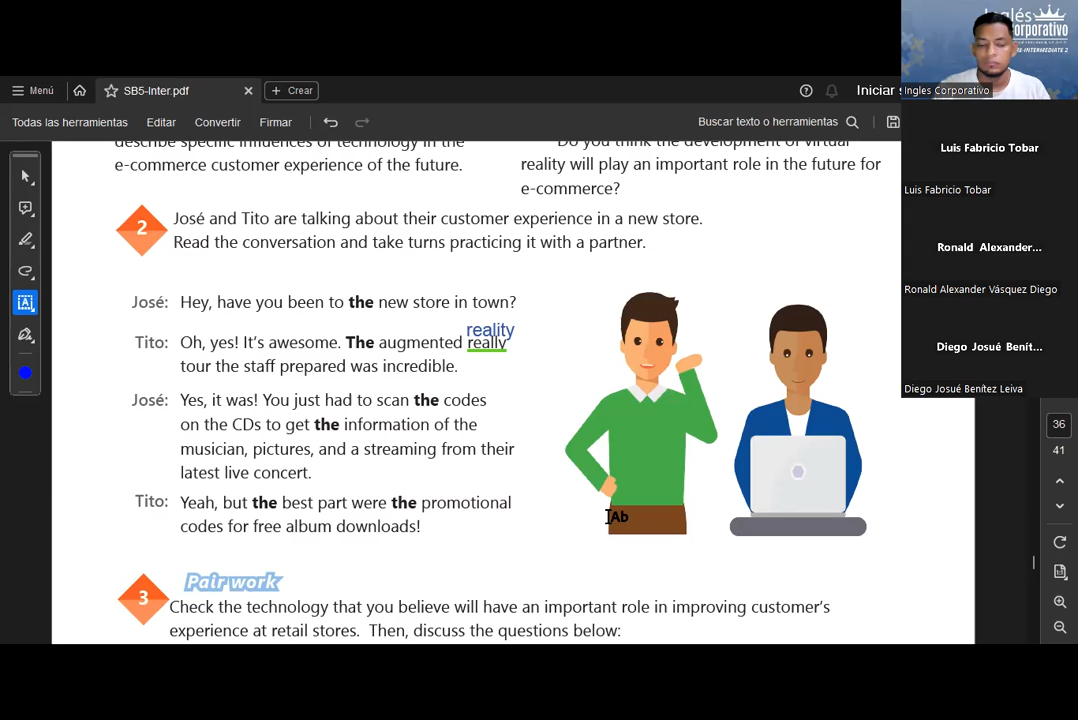 Inglés
Corporativo
PRE-INTERMEDIATE 2
Ingles Corporativo
Menú
SB5-Inter.pdf
Crear
Iniciar s
Todas las herramientas
Editar
Convertir
Firmar
Buscar texto o herramientas
Luis Fabricio Tobar
Luis Fabricio Tobar
Ronald Alexander...
Ronald Alexander Vásquez Diego
Diego Josué Benít...
Diego Josué Benítez Leiva
describe specific influences of technology in the
e-commerce customer experience of the future.
Do you think the development of virtual
reality will play an important role in the future for
e-commerce?
2
José and Tito are talking about their customer experience in a new store.
Read the conversation and take turns practicing it with a partner.
José: Hey, have you been to the new store in town?
reality
Tito: Oh, yes! It's awesome. The augmented really
tour the staff prepared was incredible.
José: Yes, it was! You just had to scan the codes
on the CDs to get the information of the
musician, pictures, and a streaming from their
latest live concert.
Tito: Yeah, but the best part were the promotional
codes for free album downloads!
Ab
3
Pair work
Check the technology that you believe will have an important role in improving customer's
experience at retail stores. Then, discuss the questions below:
36
41